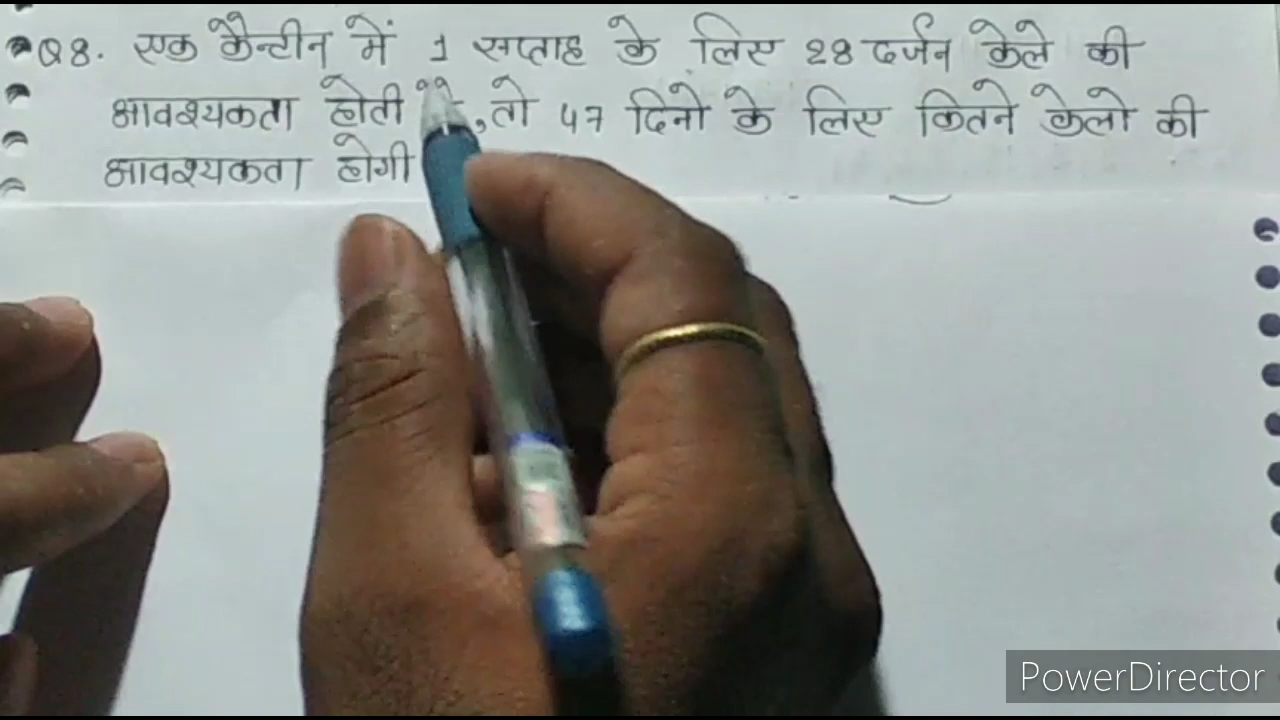 Q8. एक कैन्टीन में 1 सप्ताह के लिए 28 दर्जन केले की
आवश्यकता होती ,तो 47 दिनो के लिए कितने केलो की
आवश्यकता होगी
PowerDirector